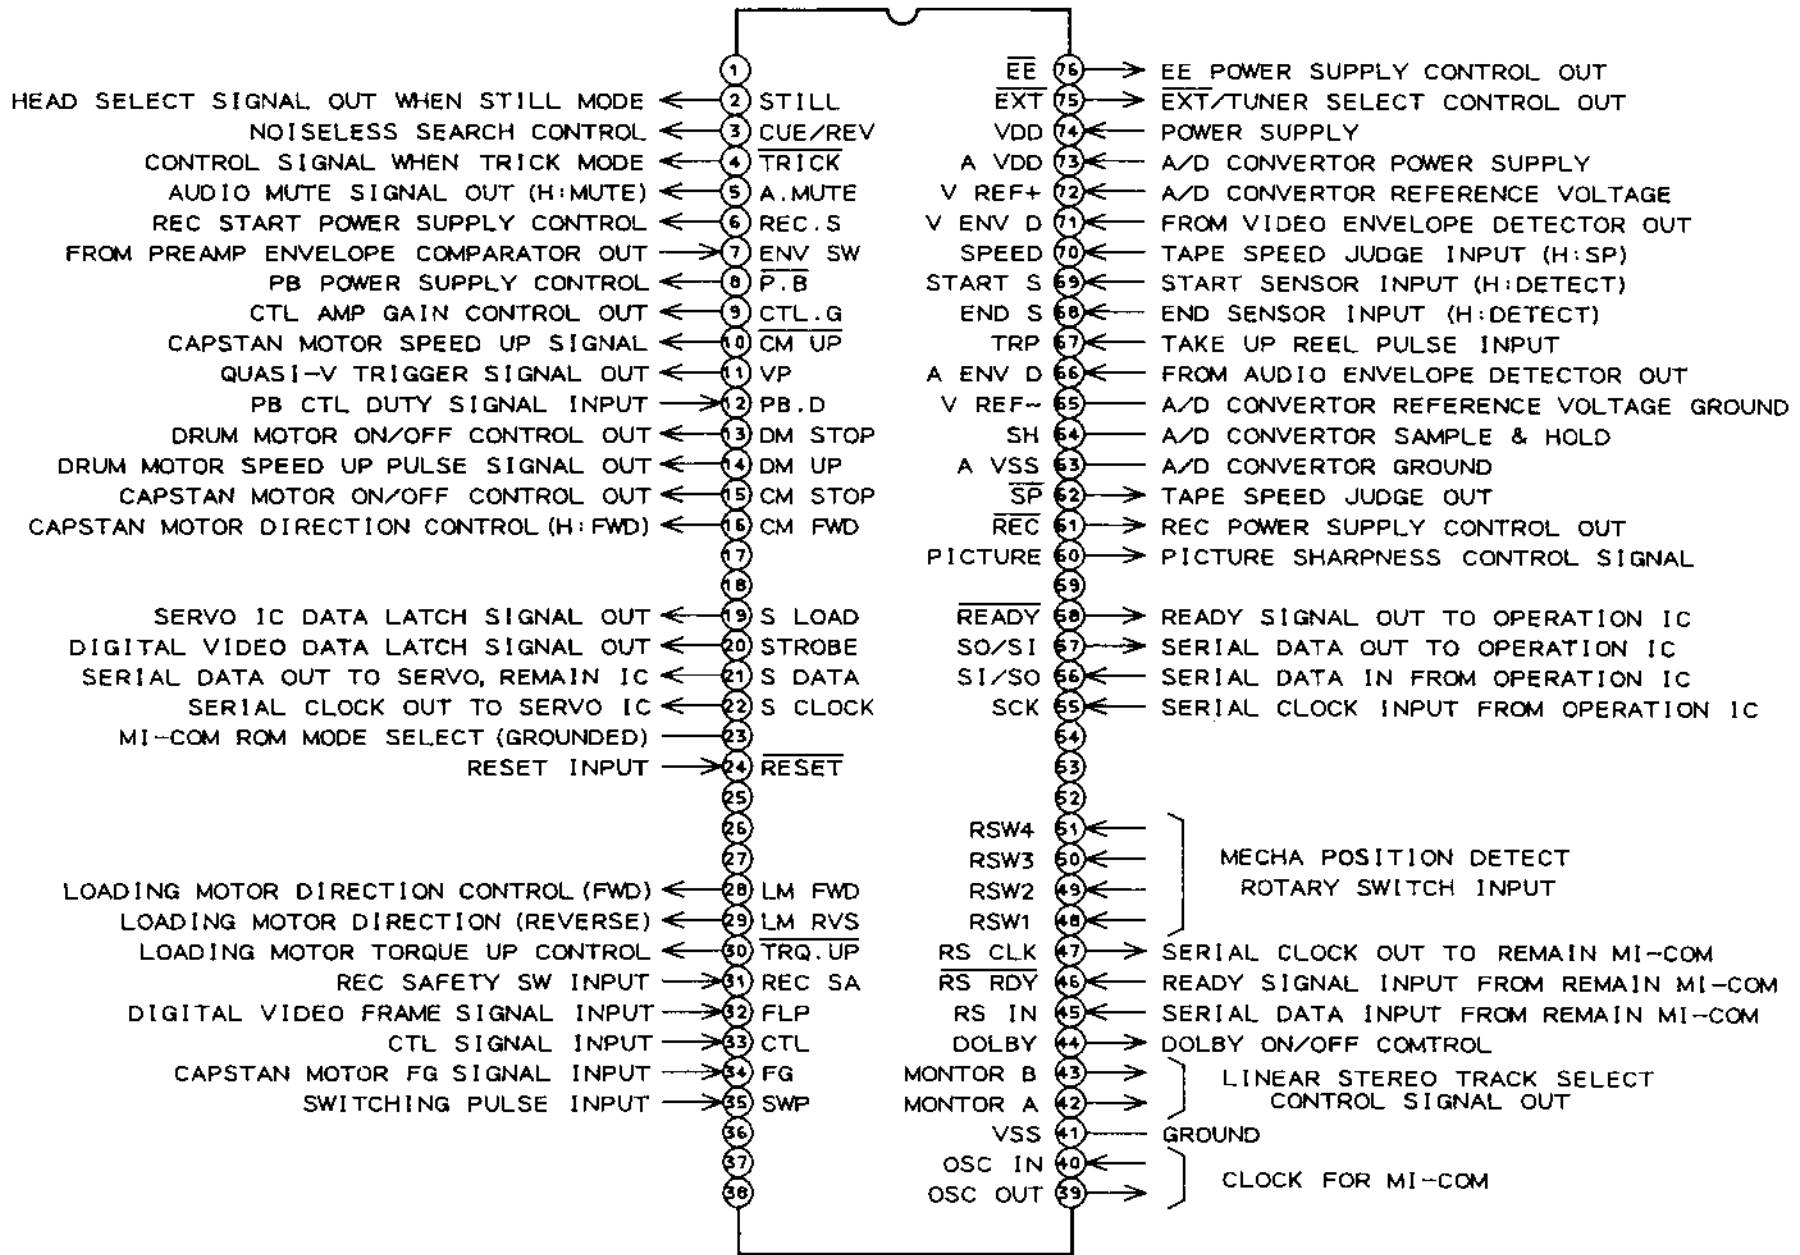 1 EE 76 EE POWER SUPPLY CONTROL OUT
HEAD SELECT SIGNAL OUT WHEN STILL MODE 2 STILL EXT 75 EXT/TUNER SELECT CONTROL OUT
NOISELESS SEARCH CONTROL 3 CUE/REV VDD 74 POWER SUPPLY
CONTROL SIGNAL WHEN TRICK MODE 4 TRICK A VDD 73 A/D CONVERTOR POWER SUPPLY
AUDIO MUTE SIGNAL OUT (H:MUTE) 5 A.MUTE V REF+ 72 A/D CONVERTOR REFERENCE VOLTAGE
REC START POWER SUPPLY CONTROL 6 REC.S V ENV D 71 FROM VIDEO ENVELOPE DETECTOR OUT
FROM PREAMP ENVELOPE COMPARATOR OUT 7 ENV SW SPEED 70 TAPE SPEED JUDGE INPUT (H:SP)
PB POWER SUPPLY CONTROL 8 P.B START S 69 START SENSOR INPUT (H:DETECT)
CTL AMP GAIN CONTROL OUT 9 CTL.G END S 68 END SENSOR INPUT (H:DETECT)
CAPSTAN MOTOR SPEED UP SIGNAL 10 CM UP TRP 67 TAKE UP REEL PULSE INPUT
QUASI-V TRIGGER SIGNAL OUT 11 VP A ENV D 66 FROM AUDIO ENVELOPE DETECTOR OUT
PB CTL DUTY SIGNAL INPUT 12 PB.D V REF~ 65 A/D CONVERTOR REFERENCE VOLTAGE GROUND
DRUM MOTOR ON/OFF CONTROL OUT 13 DM STOP SH 64 A/D CONVERTOR SAMPLE & HOLD
DRUM MOTOR SPEED UP PULSE SIGNAL OUT 14 DM UP A VSS 63 A/D CONVERTOR GROUND
CAPSTAN MOTOR ON/OFF CONTROL OUT 15 CM STOP SP 62 TAPE SPEED JUDGE OUT
CAPSTAN MOTOR DIRECTION CONTROL (H:FWD) 16 CM FWD REC 61 REC POWER SUPPLY CONTROL OUT
17 PICTURE 60 PICTURE SHARPNESS CONTROL SIGNAL
18 59
SERVO IC DATA LATCH SIGNAL OUT 19 S LOAD READY 58 READY SIGNAL OUT TO OPERATION IC
DIGITAL VIDEO DATA LATCH SIGNAL OUT 20 STROBE SO/SI 57 SERIAL DATA OUT TO OPERATION IC
SERIAL DATA OUT TO SERVO, REMAIN IC 21 S DATA SI/SO 56 SERIAL DATA IN FROM OPERATION IC
SERIAL CLOCK OUT TO SERVO IC 22 S CLOCK SCK 55 SERIAL CLOCK INPUT FROM OPERATION IC
MI-COM ROM MODE SELECT (GROUNDED) 23 54
RESET INPUT 24 RESET 53
25 52
26 RSW4 51
27 RSW3 50 MECHA POSITION DETECT
LOADING MOTOR DIRECTION CONTROL (FWD) 28 LM FWD RSW2 49 ROTARY SWITCH INPUT
LOADING MOTOR DIRECTION (REVERSE) 29 LM RVS RSW1 48
LOADING MOTOR TORQUE UP CONTROL 30 TRQ.UP RS CLK 47 SERIAL CLOCK OUT TO REMAIN MI-COM
REC SAFETY SW INPUT 31 REC SA RS RDY 46 READY SIGNAL INPUT FROM REMAIN MI-COM
DIGITAL VIDEO FRAME SIGNAL INPUT 32 FLP RS IN 45 SERIAL DATA INPUT FROM REMAIN MI-COM
CTL SIGNAL INPUT 33 CTL DOLBY 44 DOLBY ON/OFF COMTROL
CAPSTAN MOTOR FG SIGNAL INPUT 34 FG MONTOR B 43 LINEAR STEREO TRACK SELECT
SWITCHING PULSE INPUT 35 SWP MONTOR A 42 CONTROL SIGNAL OUT
36 VSS 41 GROUND
37 OSC IN 40 CLOCK FOR MI-COM
38 OSC OUT 39